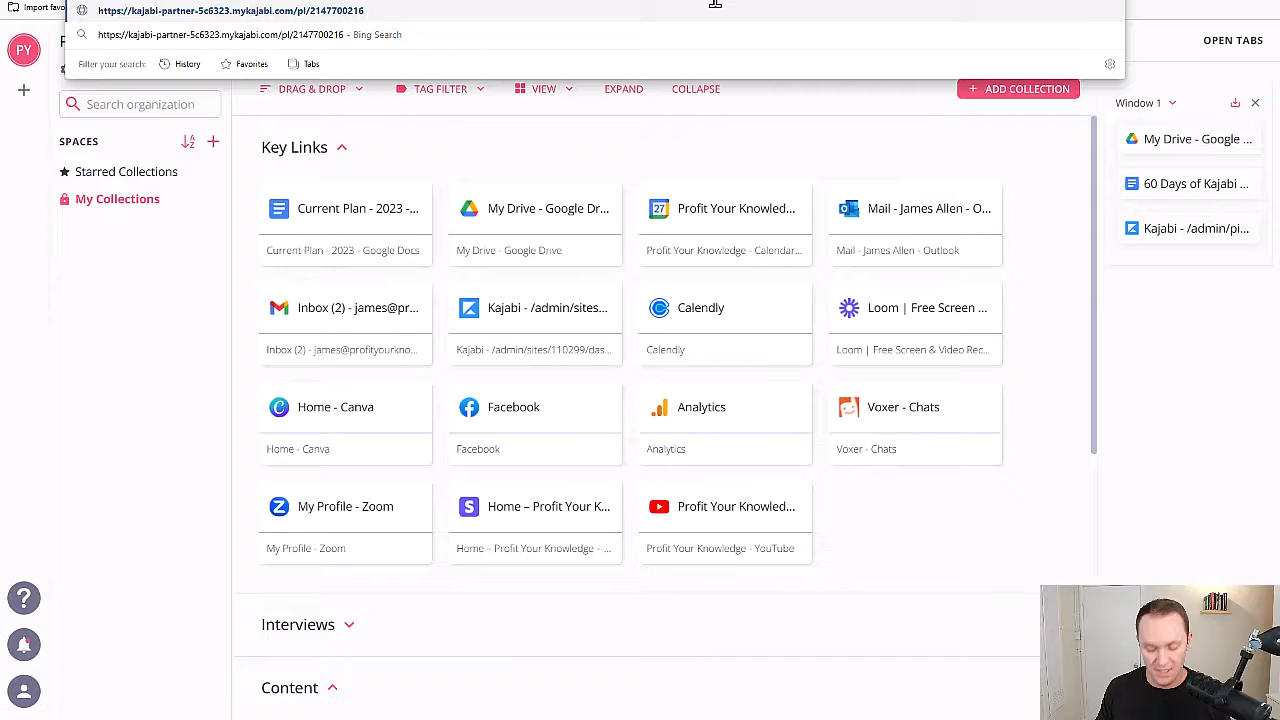 Import favo
https://kajabi-partner-5c6323.mykajabi.com/pl/2147700216
https://kajabi-partner-5c6323.mykajabi.com/pl/2147700216 - Bing Search
Filter your search:
History
Favorites
Tabs
PY
OPEN TABS
DRAG & DROP
TAG FILTER
VIEW
EXPAND
COLLAPSE
+ ADD COLLECTION
Search organization
SPACES
Starred Collections
My Collections
Window 1
My Drive - Google ...
60 Days of Kajabi ...
Kajabi - /admin/pi...
Key Links
Current Plan - 2023 -...
Current Plan - 2023 - Google Docs
My Drive - Google Dr...
My Drive - Google Drive
Profit Your Knowled...
Profit Your Knowledge - Calendar...
Mail - James Allen - O...
Mail - James Allen - Outlook
Inbox (2) - james@pr...
Inbox (2) - james@profityourkno...
Kajabi - /admin/sites...
Kajabi - /admin/sites/110299/das...
Calendly
Calendly
Loom | Free Screen ...
Loom | Free Screen & Video Rec...
Home - Canva
Home - Canva
Facebook
Facebook
Analytics
Analytics
Voxer - Chats
Voxer - Chats
My Profile - Zoom
My Profile - Zoom
Home – Profit Your K...
Home – Profit Your Knowledge – ...
Profit Your Knowled...
Profit Your Knowledge - YouTube
Interviews
Content